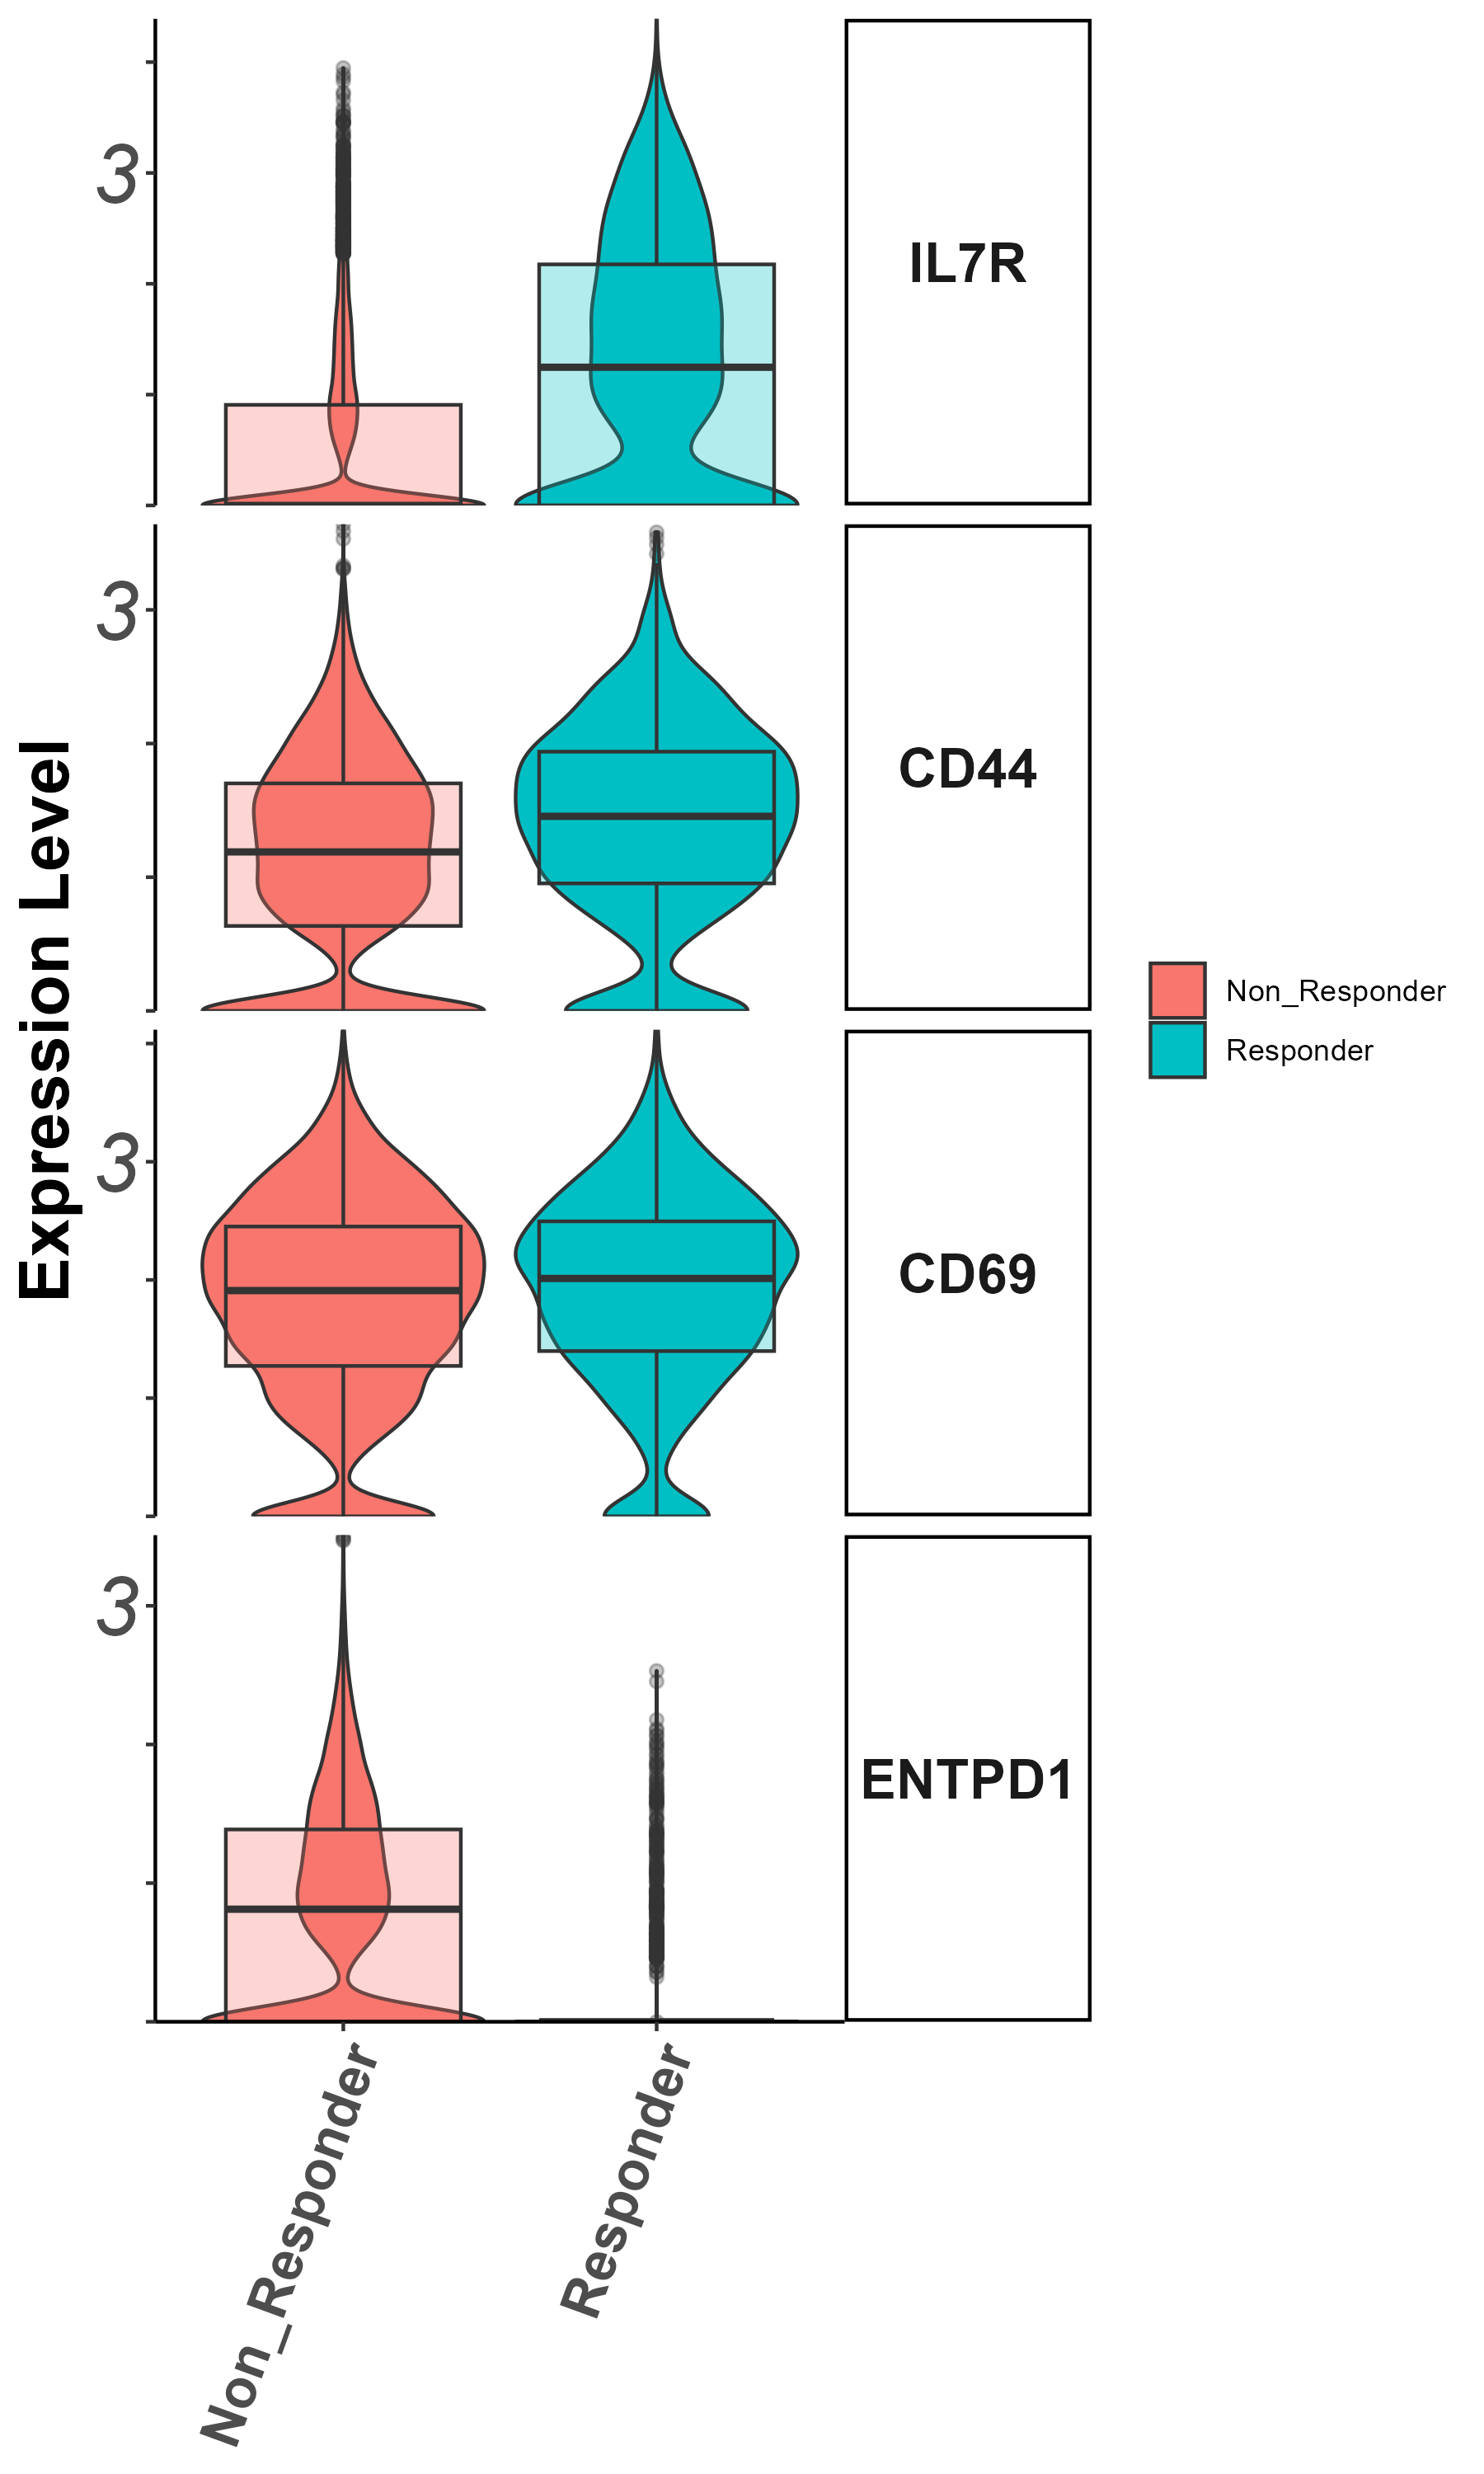 Expression Level
3
IL7R
3
CD44
3
CD69
3
ENTPD1
Non_Responder
Responder
Non_Responder
Responder